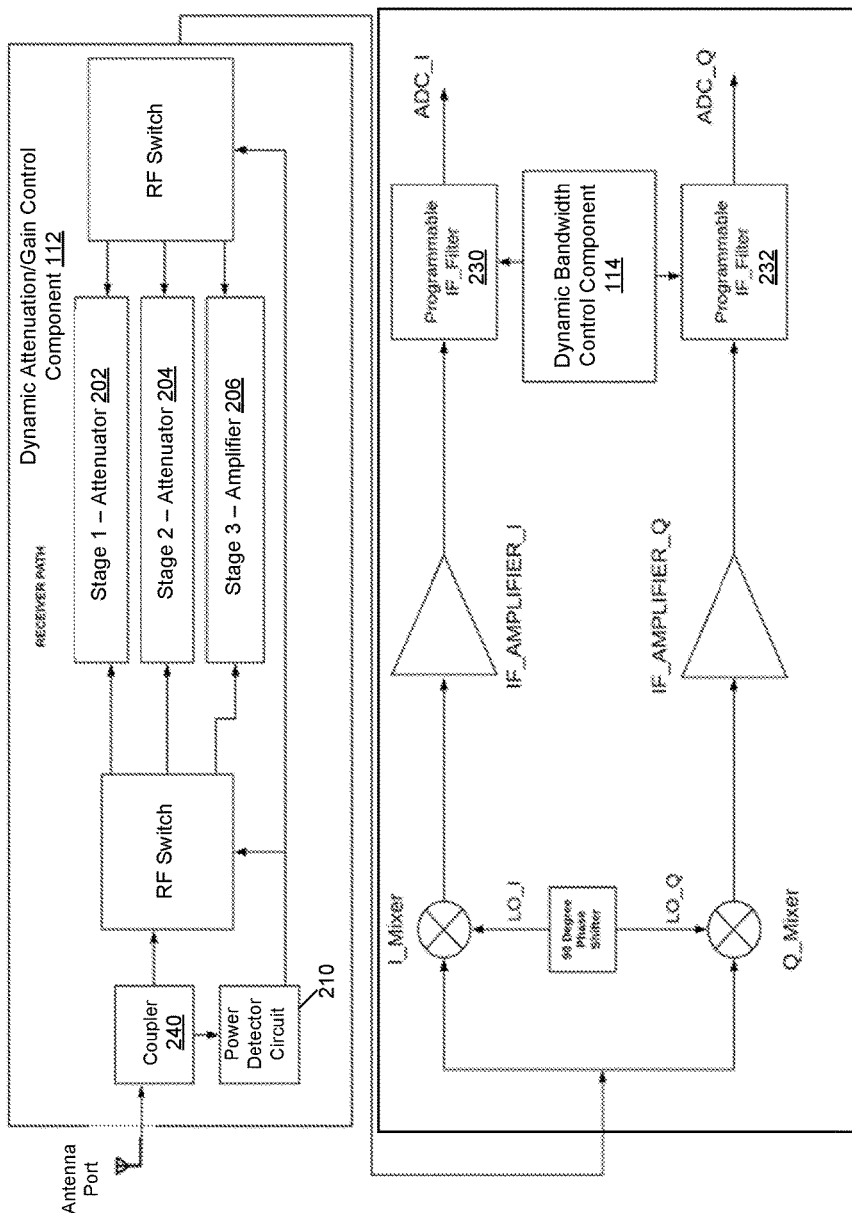 Antenna
Port
Coupler
240
Power
Detector
Circuit
210
RF Switch
RECEIVER PATH
Dynamic Attenuation/Gain Control
Component 112
Stage 1 – Attenuator 202
Stage 2 – Attenuator 204
Stage 3 – Amplifier 206
RF Switch
I_Mixer
LO_I
90 Degree
Phase
Shifter
LO_Q
Q_Mixer
IF_AMPLIFIER_I
IF_AMPLIFIER_Q
Programmable
IF_Filter
230
Dynamic Bandwidth
Control Component
114
Programmable
IF_Filter
232
ADC_I
ADC_Q